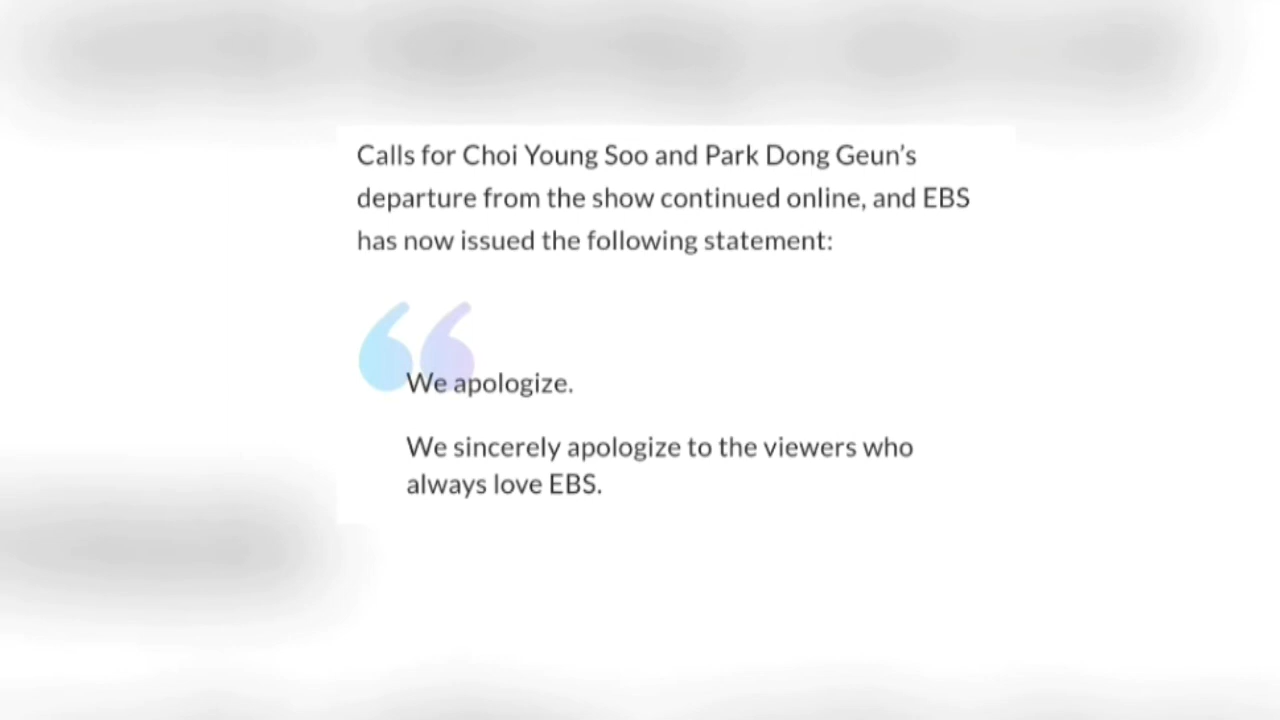 Calls for Choi Young Soo and Park Dong Geun’s
departure from the show continued online, and EBS
has now issued the following statement:
We apologize.
We sincerely apologize to the viewers who
always love EBS.